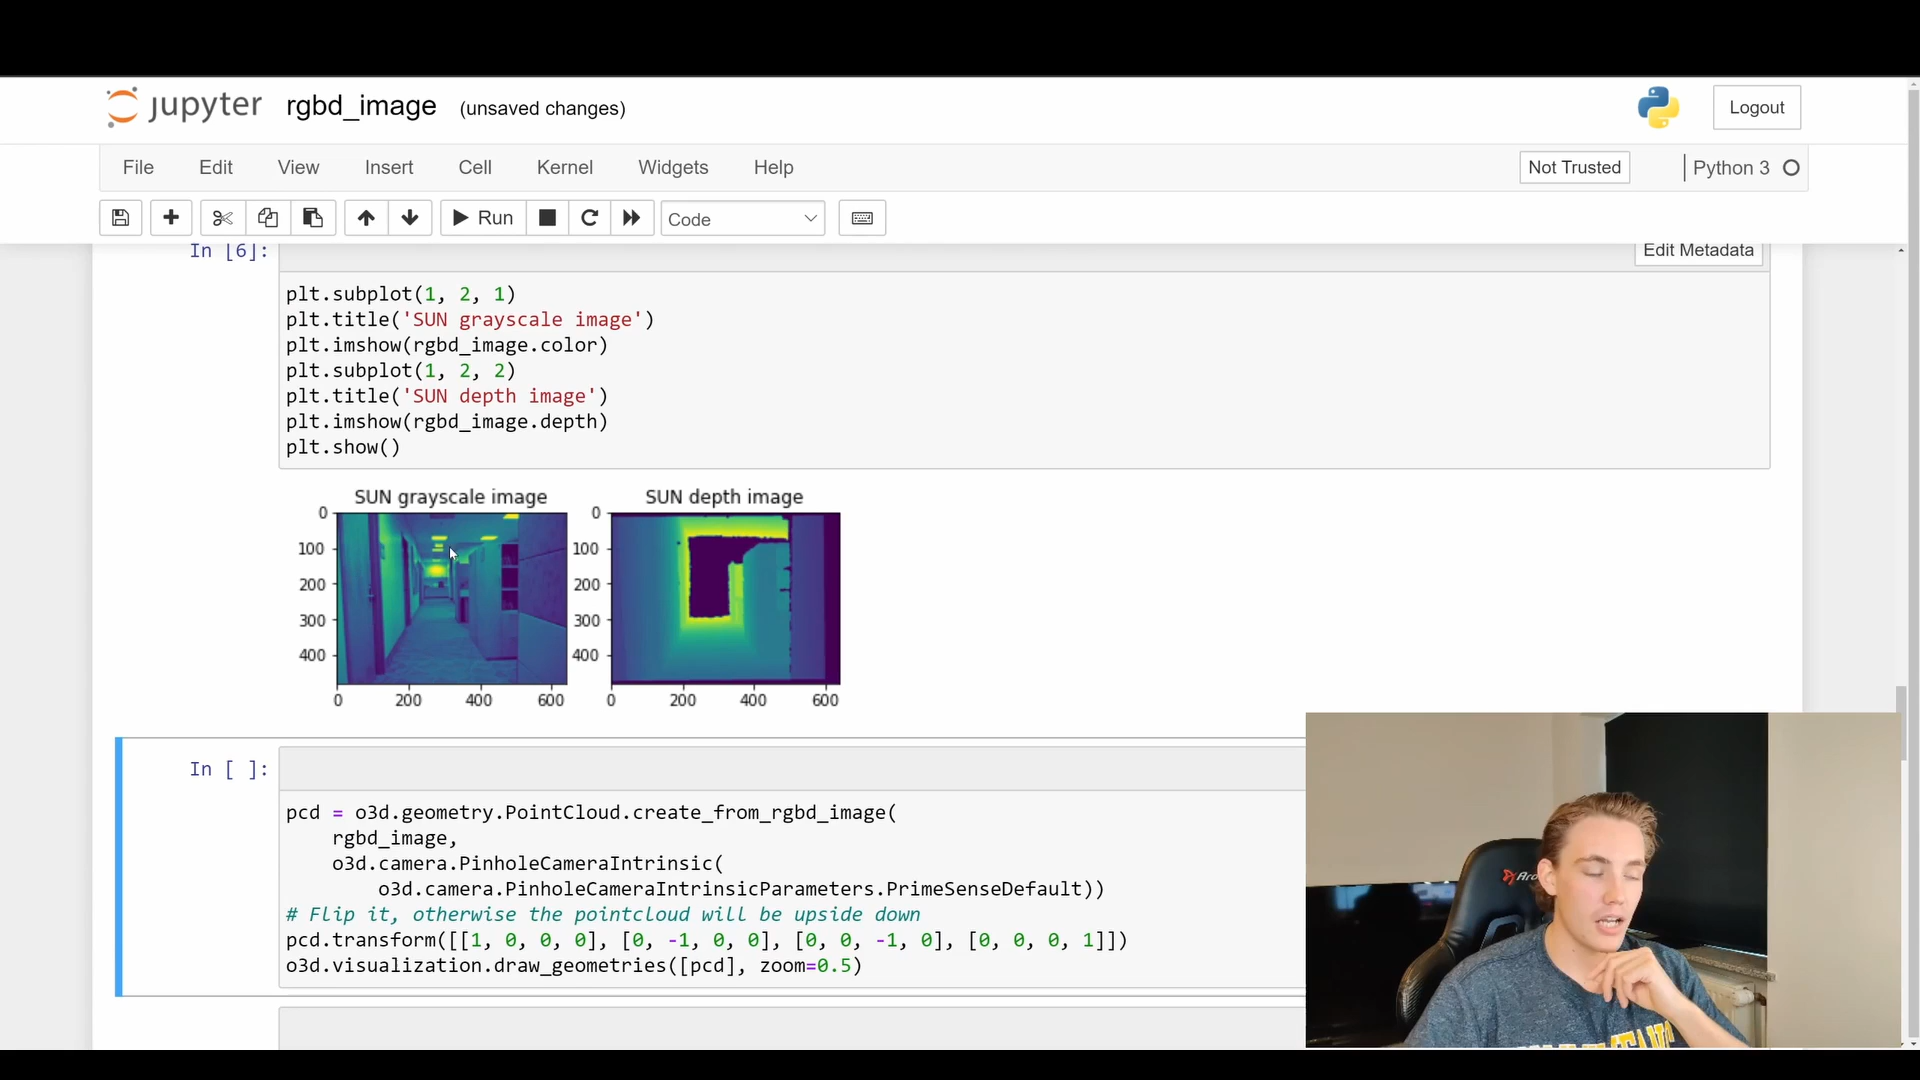 jupyter rgbd_image (unsaved changes)
Logout
File Edit View Insert Cell Kernel Widgets Help
Not Trusted
Python 3
Run
Code
In [6]:
Edit Metadata
plt.subplot(1, 2, 1)
plt.title('SUN grayscale image')
plt.imshow(rgbd_image.color)
plt.subplot(1, 2, 2)
plt.title('SUN depth image')
plt.imshow(rgbd_image.depth)
plt.show()
SUN grayscale image
0
100
200
300
400
0 200 400 600
SUN depth image
0
100
200
300
400
0 200 400 600
In [ ]:
pcd = o3d.geometry.PointCloud.create_from_rgbd_image(
    rgbd_image,
    o3d.camera.PinholeCameraIntrinsic(
        o3d.camera.PinholeCameraIntrinsicParameters.PrimeSenseDefault))
# Flip it, otherwise the pointcloud will be upside down
pcd.transform([[1, 0, 0, 0], [0, -1, 0, 0], [0, 0, -1, 0], [0, 0, 0, 1]])
o3d.visualization.draw_geometries([pcd], zoom=0.5)